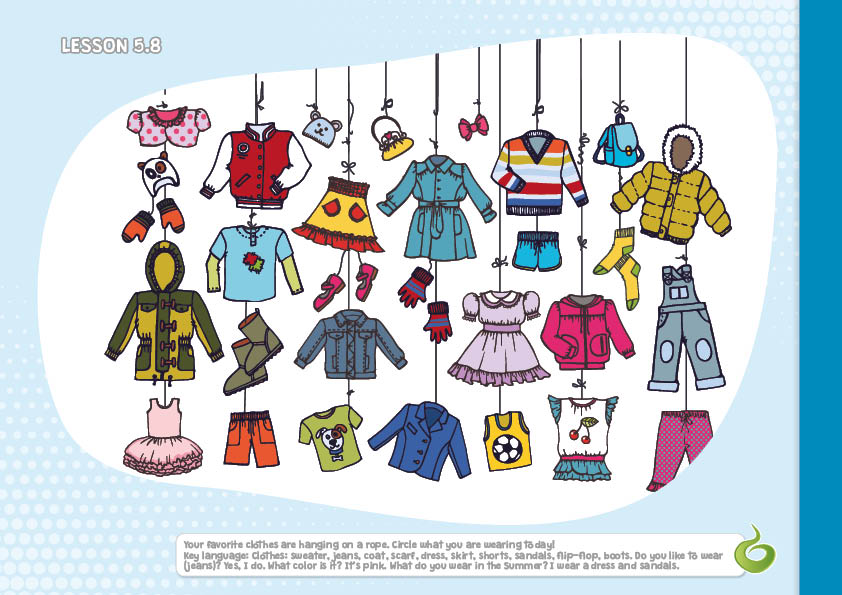 LESSON 5.8
Your favorite clothes are hanging on a rope. Circle what you are wearing today!
Key language: Clothes: sweater, jeans, coat, scarf, dress, skirt, shorts, sandals, flip-flop, boots. Do you like to wear
(jeans)? Yes, I do. What color is it? It's pink. What do you wear in the Summer? I wear a dress and sandals.